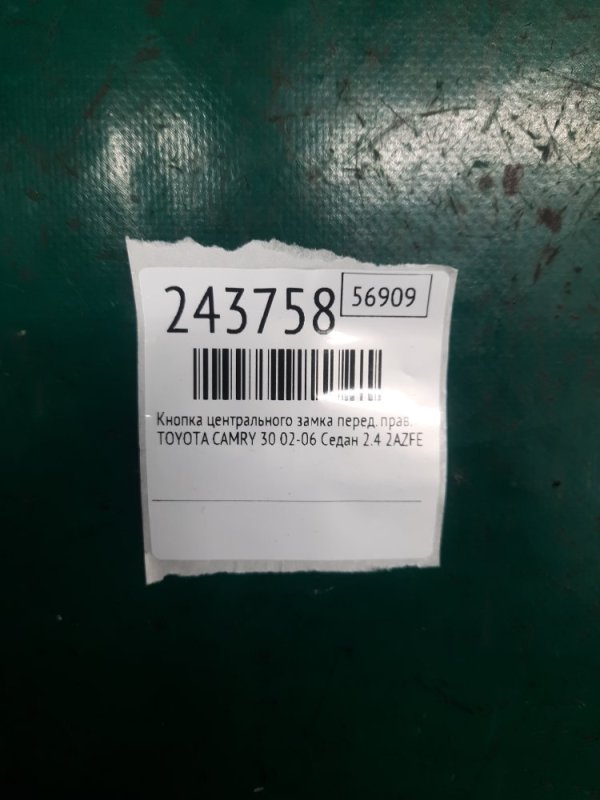 243758 56909
Кнопка центрального замка перед. прав.
TOYOTA CAMRY 30 02-06 Седан 2.4 2AZFE